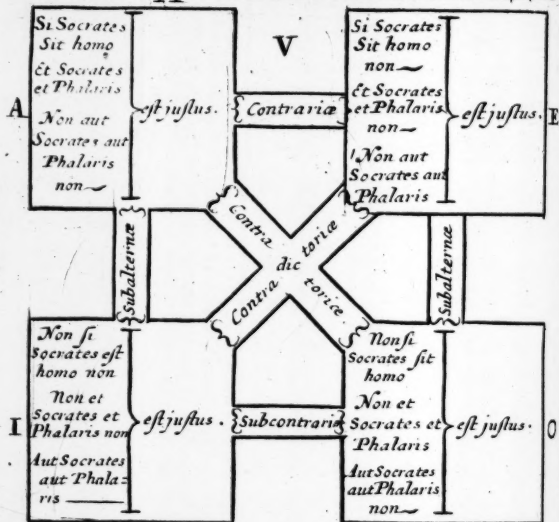 V
A
Si Socrates
Sit homo
Et Socrates
et Phalaris
Non aut
Socrates aut
Phalaris
non
est justus.
Contrariæ
Si Socrates
Sit homo
non
Et Socrates
et Phalaris
non
Non aut
Socrates aut
Phalaris
est justus.
E
Subalternæ
Contra
dic
toricæ
Contra
toricæ.
Subalternæ
I
Non si
Socrates est
homo non
Non et
Socrates et
Phalaris non
Aut Socrates
aut Phala-
ris
est justus.
Subcontrariæ
Non si
Socrates sit
homo
Non et
Socrates et
Phalaris
Aut Socrates
aut Phalaris
non
est justus.
O